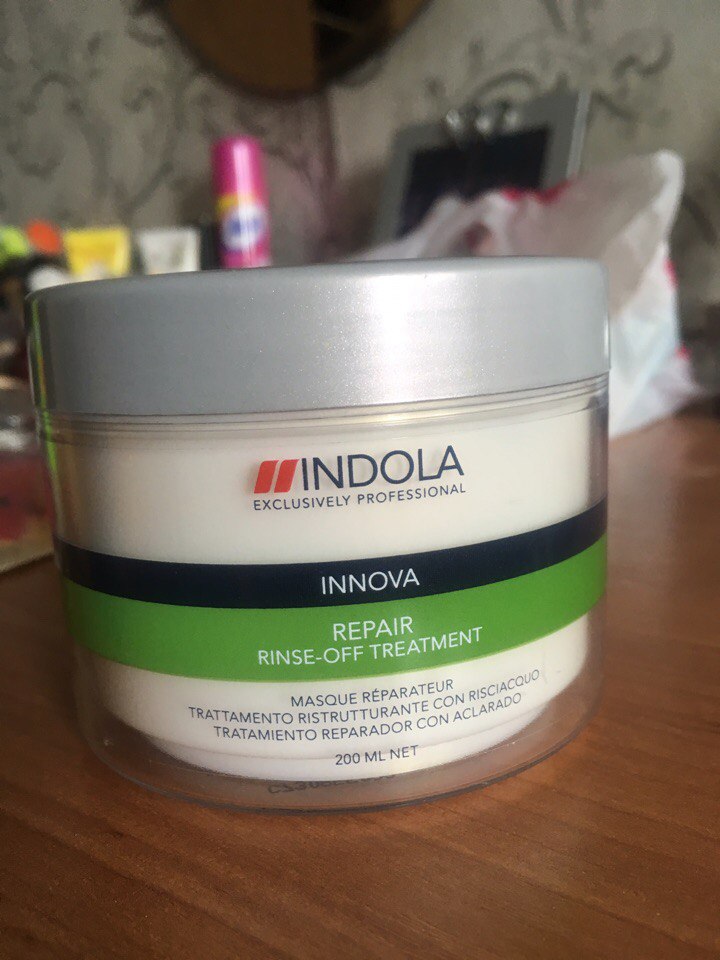 INDOLA
EXCLUSIVELY PROFESSIONAL
INNOVA
REPAIR
RINSE-OFF TREATMENT
MASQUE RÉPARATEUR
TRATTAMENTO RISTRUTTURANTE CON RISCIACQUO
TRATAMIENTO REPARADOR CON ACLARADO
200 ML NET